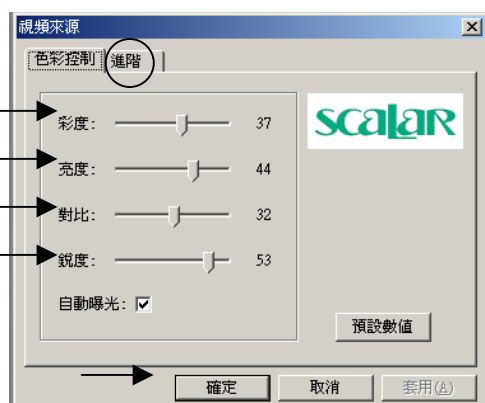 視頻來源
色彩控制 進階
彩度: 37
scalar
亮度: 44
對比: 32
銳度: 53
自動曝光:
預設數值
確定 取消 套用(A)